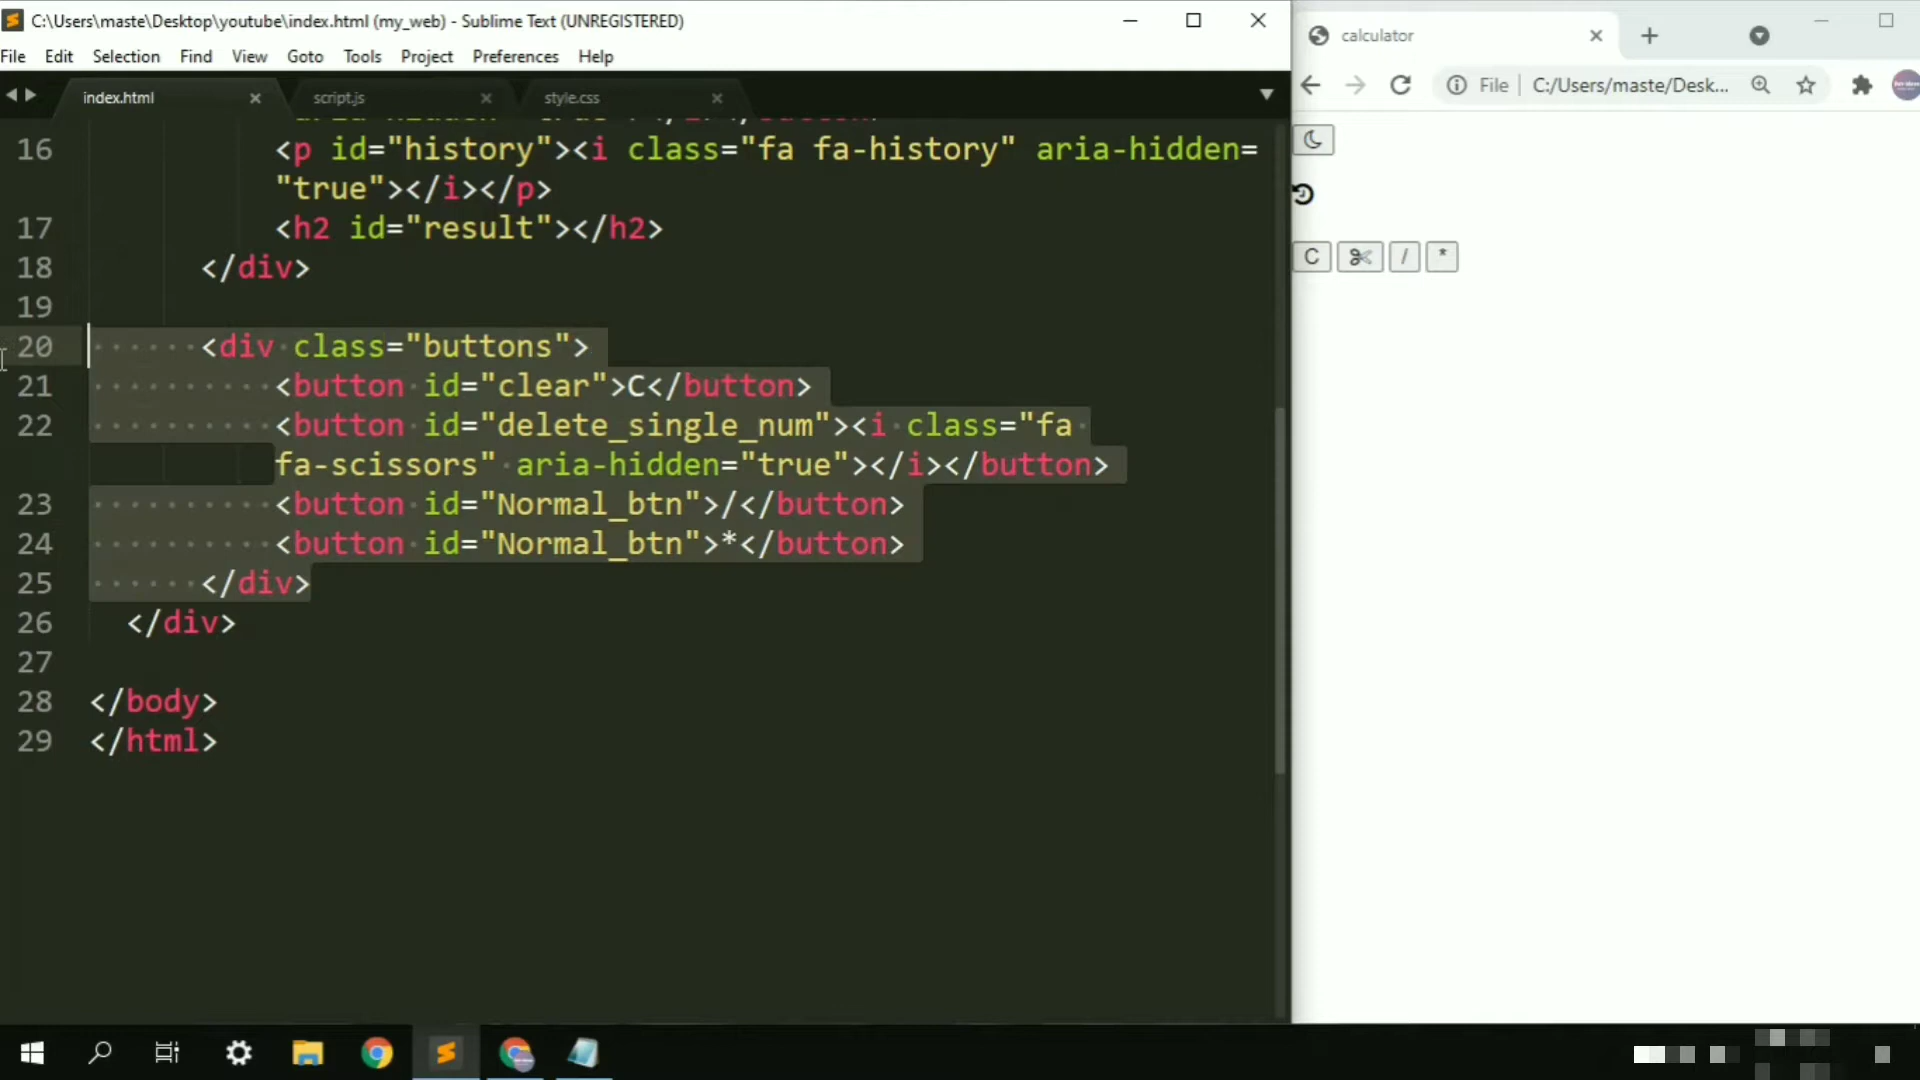 C:\Users\maste\Desktop\youtube\index.html (my_web) - Sublime Text (UNREGISTERED)
File Edit Selection Find View Goto Tools Project Preferences Help
index.html script.js style.css
16 <p id="history"><i class="fa fa-history" aria-hidden=
"true"></i></p>
17 <h2 id="result"></h2>
18 </div>
19
20 <div class="buttons">
21 <button id="clear">C</button>
22 <button id="delete_single_num"><i class="fa
fa-scissors" aria-hidden="true"></i></button>
23 <button id="Normal_btn">/</button>
24 <button id="Normal_btn">*</button>
25 </div>
26 </div>
27
28 </body>
29 </html>
calculator
File C:/Users/maste/Desk...
C / *